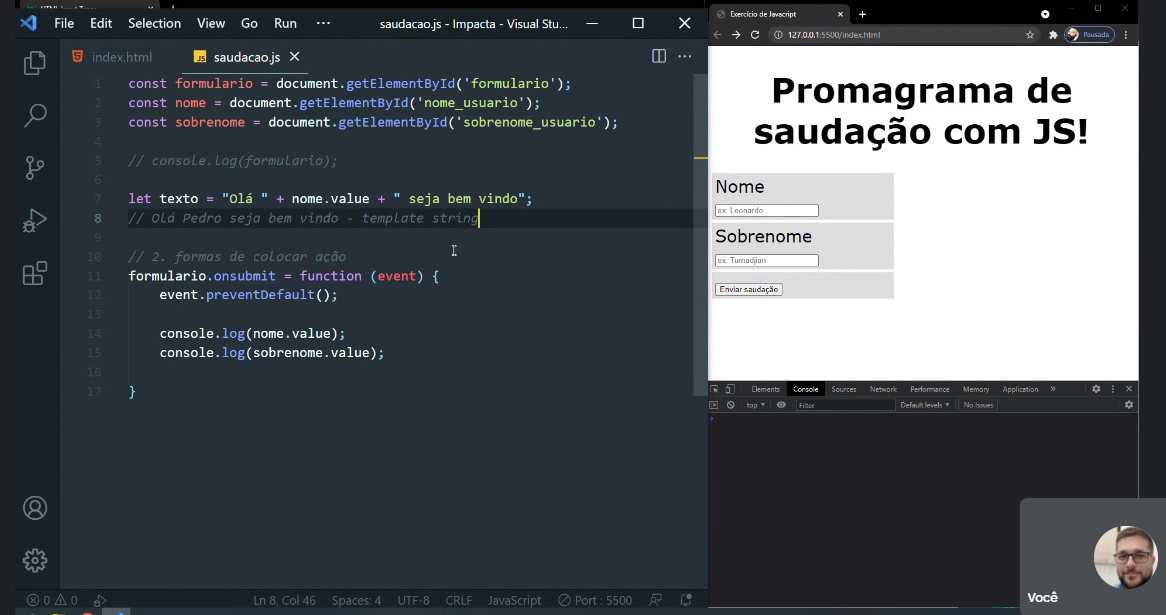 File Edit Selection View Go Run ··· saudacao.js - Impacta - Visual Stu...
index.html JS saudacao.js
1 const formulario = document.getElementById('formulario');
2 const nome = document.getElementById('nome_usuario');
3 const sobrenome = document.getElementById('sobrenome_usuario');
4
5 // console.log(formulario);
6
7 let texto = "Olá " + nome.value + " seja bem vindo";
8 // Olá Pedro seja bem vindo - template string
9
10 // 2. formas de colocar ação
11 formulario.onsubmit = function (event) {
12 event.preventDefault();
13
14 console.log(nome.value);
15 console.log(sobrenome.value);
16
17 }
0 0 Ln 8, Col 46 Spaces: 4 UTF-8 CRLF JavaScript Port : 5500
Exercício de Javacript
127.0.0.1:5500/index.html Pausada
Promagrama de
saudação com JS!
Nome
ex: Leonardo
Sobrenome
ex: Tumadjian
Enviar saudação
Elements Console Sources Network Performance Memory Application »
top Filter Default levels No Issues
Você